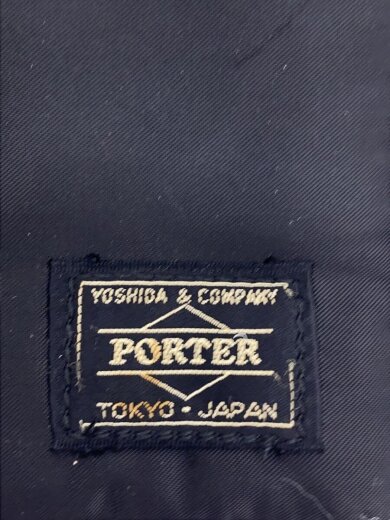 YOSHIDA & COMPANY
PORTER
TOKYO - JAPAN